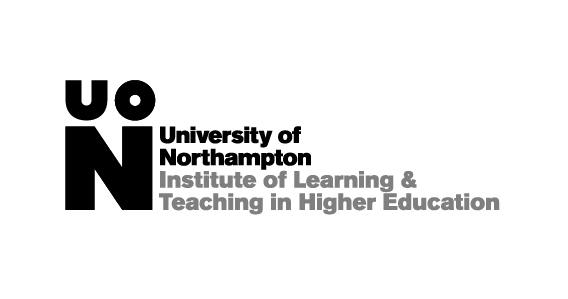 UO
N
University of
Northampton
Institute of Learning &
Teaching in Higher Education